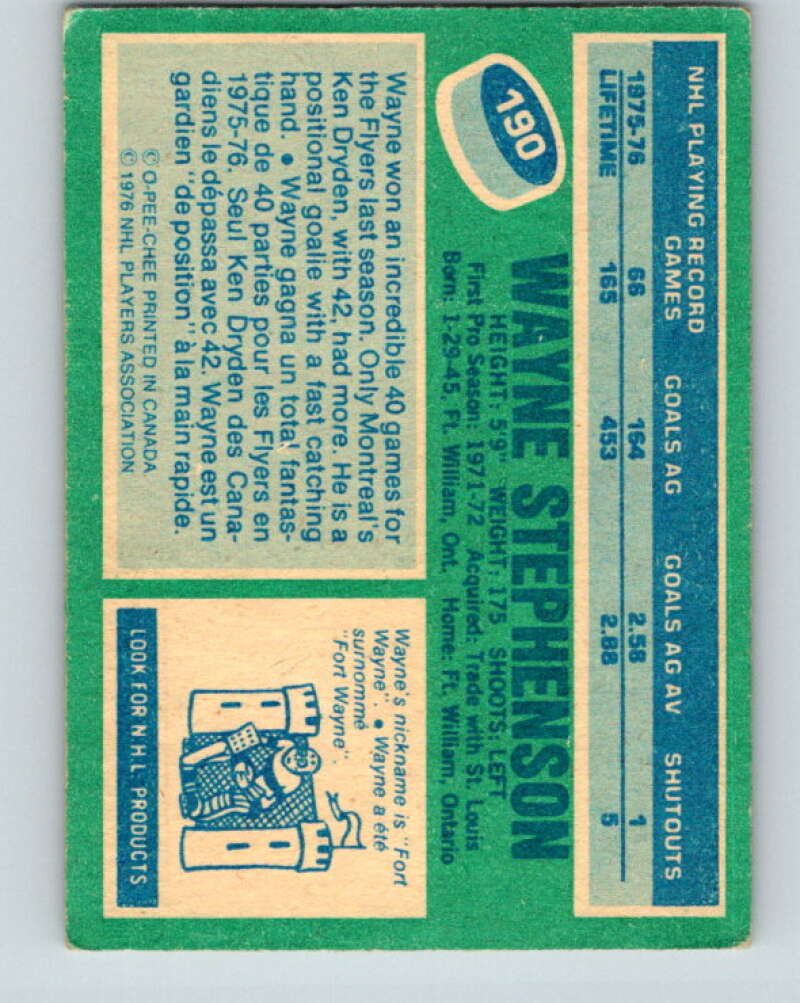 NHL PLAYING RECORD
GAMES GOALS AG GOALS AG AV SHUTOUTS
1975-76 66 164 2.58 1
LIFETIME 165 453 2.88 5
190
WAYNE STEPHENSON
HEIGHT: 5'9" WEIGHT: 175 SHOOTS: LEFT
First Pro Season: 1971-72 Acquired: Trade with St. Louis
Born: 1-29-45, Ft. William, Ont. Home: Ft. William, Ontario
Wayne won an incredible 40 games for
the Flyers last season. Only Montreal's
Ken Dryden, with 42, had more. He is a
positional goalie with a fast catching
hand. • Wayne gagna un total fantas-
tique de 40 parties pour les Flyers en
1975-76. Seul Ken Dryden des Cana-
diens le dépassa avec 42. Wayne est un
gardien "de position" à la main rapide.
© O-PEE-CHEE PRINTED IN CANADA
© 1976 NHL PLAYERS ASSOCIATION
Wayne's nickname is "Fort
Wayne". • Wayne a été
surnommé
"Fort Wayne".
LOOK FOR N.H.L. PRODUCTS